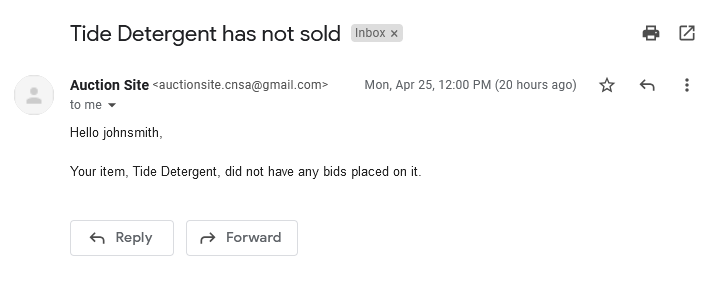 Tide Detergent has not sold Inbox ×
Auction Site <auctionsite.cnsa@gmail.com> Mon, Apr 25, 12:00 PM (20 hours ago)
to me
Hello johnsmith,
Your item, Tide Detergent, did not have any bids placed on it.
Reply Forward